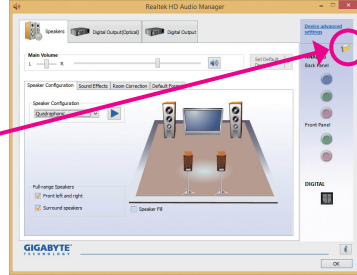 Realtek HD Audio Manager
Speakers
Digital Output(Optical)
Digital Output
Device advanced
settings
Main Volume
L
R
Set Default
Back Panel
Speaker Configuration
Sound Effects
Room Correction
Default Format
Speaker Configuration
Quadraphonic
Front Panel
Full-range Speakers
Front left and right
Surround speakers
Speaker Fill
DIGITAL
GIGABYTE
TECHNOLOGY
i
OK